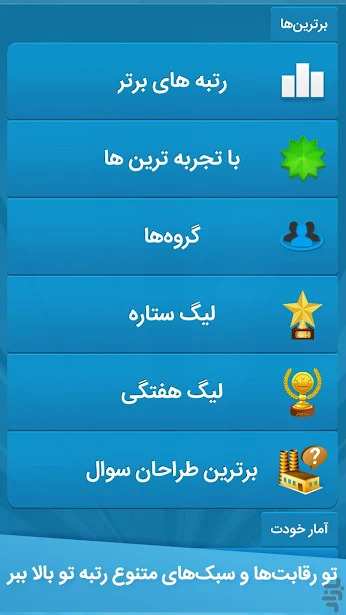 برترین‌ها
رتبه های برتر
با تجربه ترین ها
گروه‌ها
لیگ ستاره
لیگ هفتگی
برترین طراحان سوال
آمار خودت
تو رقابت‌ها و سبک‌های متنوع رتبه تو بالا ببر
بازار